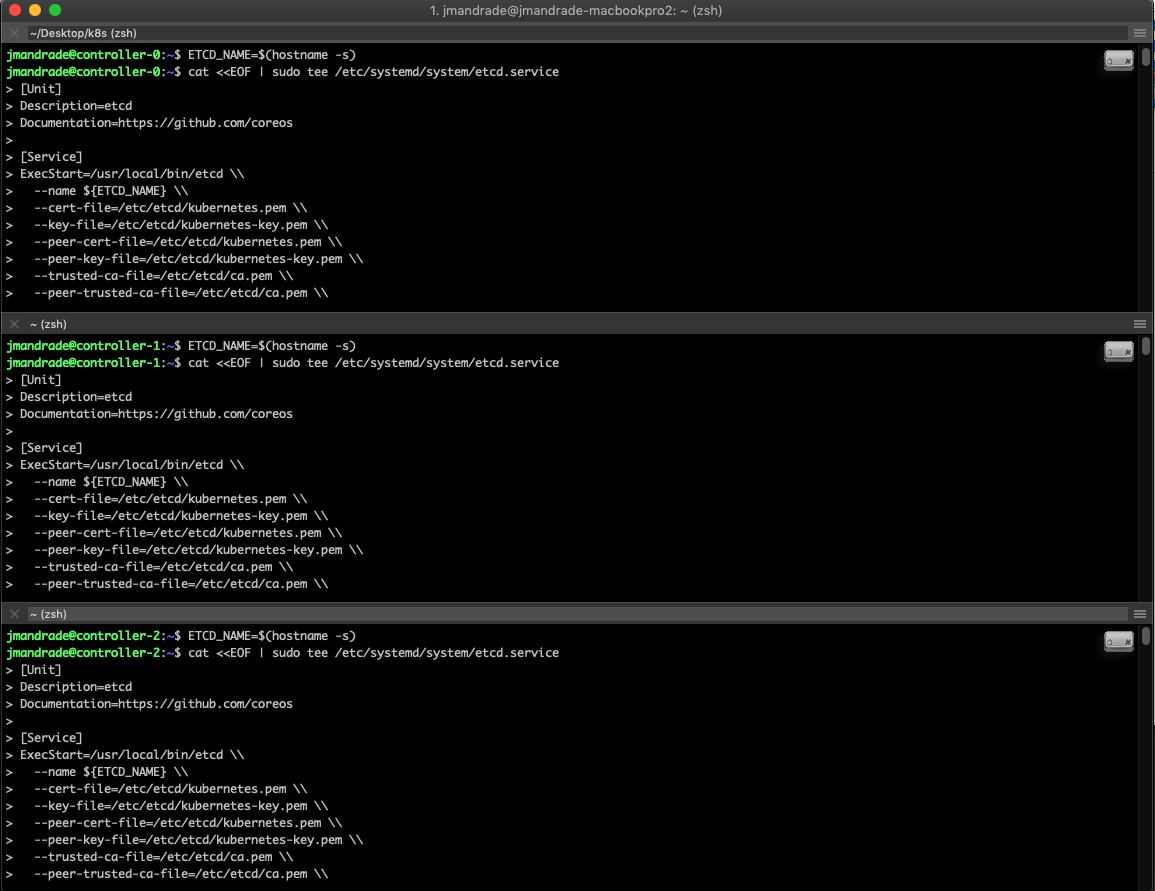 1. jmandrade@jmandrade-macbookpro2: ~ (zsh)
~/Desktop/k8s (zsh)
jmandrade@controller-0:~$ ETCD_NAME=$(hostname -s)
jmandrade@controller-0:~$ cat <<EOF | sudo tee /etc/systemd/system/etcd.service
> [Unit]
> Description=etcd
> Documentation=https://github.com/coreos
>
> [Service]
> ExecStart=/usr/local/bin/etcd \\
>   --name ${ETCD_NAME} \\
>   --cert-file=/etc/etcd/kubernetes.pem \\
>   --key-file=/etc/etcd/kubernetes-key.pem \\
>   --peer-cert-file=/etc/etcd/kubernetes.pem \\
>   --peer-key-file=/etc/etcd/kubernetes-key.pem \\
>   --trusted-ca-file=/etc/etcd/ca.pem \\
>   --peer-trusted-ca-file=/etc/etcd/ca.pem \\
~ (zsh)
jmandrade@controller-1:~$ ETCD_NAME=$(hostname -s)
jmandrade@controller-1:~$ cat <<EOF | sudo tee /etc/systemd/system/etcd.service
> [Unit]
> Description=etcd
> Documentation=https://github.com/coreos
>
> [Service]
> ExecStart=/usr/local/bin/etcd \\
>   --name ${ETCD_NAME} \\
>   --cert-file=/etc/etcd/kubernetes.pem \\
>   --key-file=/etc/etcd/kubernetes-key.pem \\
>   --peer-cert-file=/etc/etcd/kubernetes.pem \\
>   --peer-key-file=/etc/etcd/kubernetes-key.pem \\
>   --trusted-ca-file=/etc/etcd/ca.pem \\
>   --peer-trusted-ca-file=/etc/etcd/ca.pem \\
~ (zsh)
jmandrade@controller-2:~$ ETCD_NAME=$(hostname -s)
jmandrade@controller-2:~$ cat <<EOF | sudo tee /etc/systemd/system/etcd.service
> [Unit]
> Description=etcd
> Documentation=https://github.com/coreos
>
> [Service]
> ExecStart=/usr/local/bin/etcd \\
>   --name ${ETCD_NAME} \\
>   --cert-file=/etc/etcd/kubernetes.pem \\
>   --key-file=/etc/etcd/kubernetes-key.pem \\
>   --peer-cert-file=/etc/etcd/kubernetes.pem \\
>   --peer-key-file=/etc/etcd/kubernetes-key.pem \\
>   --trusted-ca-file=/etc/etcd/ca.pem \\
>   --peer-trusted-ca-file=/etc/etcd/ca.pem \\